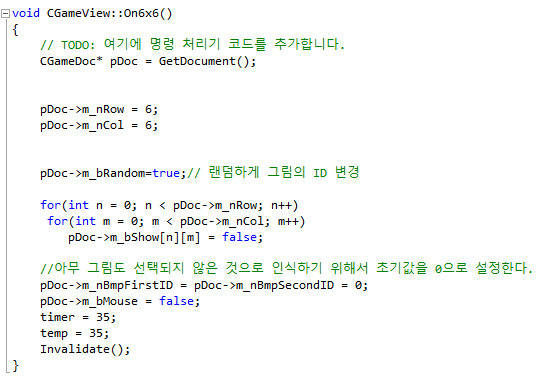 void CGameView::On6x6()
{
// TODO: 여기에 명령 처리기 코드를 추가합니다.
CGameDoc* pDoc = GetDocument();
pDoc->m_nRow = 6;
pDoc->m_nCol = 6;
pDoc->m_bRandom=true;// 랜덤하게 그림의 ID 변경
for(int n = 0; n < pDoc->m_nRow; n++)
for(int m = 0; m < pDoc->m_nCol; m++)
pDoc->m_bShow[n][m] = false;
//아무 그림도 선택되지 않은 것으로 인식하기 위해서 초기값을 0으로 설정한다.
pDoc->m_nBmpFirstID = pDoc->m_nBmpSecondID = 0;
pDoc->m_bMouse = false;
timer = 35;
temp = 35;
Invalidate();
}